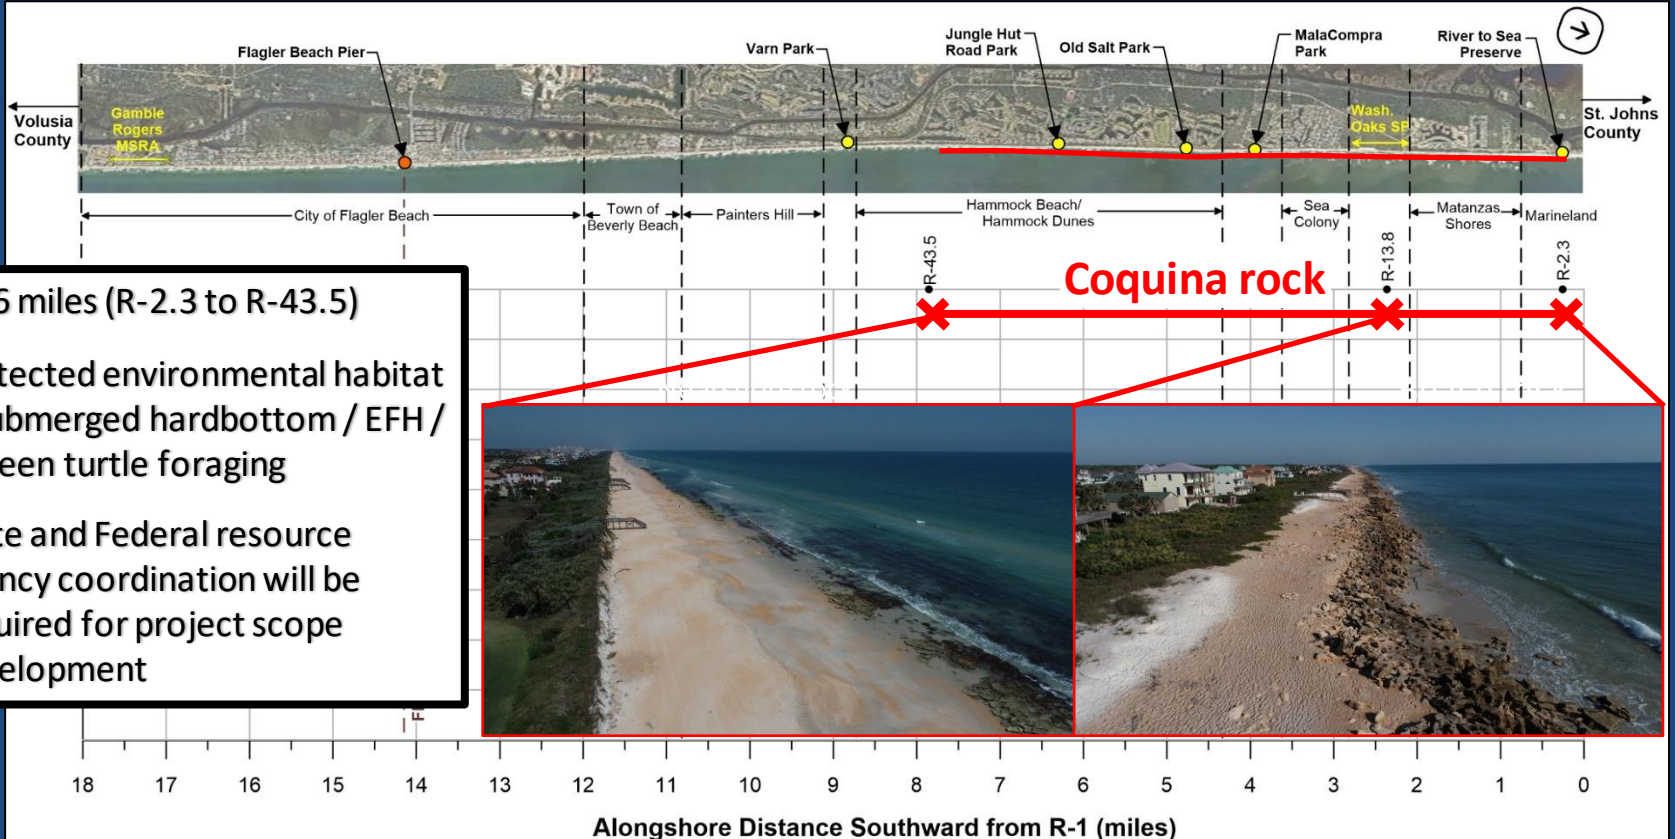 Flagler Beach Pier
Varn Park
Jungle Hut
Road Park
Old Salt Park
MalaCompra
Park
River to Sea
Preserve
Volusia
County
Gamble
Rogers
MSRA
Wash.
Oaks SP
St. Johns
County
City of Flagler Beach
Town of
Beverly Beach
Painters Hill
Hammock Beach/
Hammock Dunes
Sea
Colony
Matanzas
Shores
Marineland
R-43.5
R-13.8
R-2.3
Coquina rock
6 miles (R-2.3 to R-43.5)
tected environmental habitat
ubmerged hardbottom / EFH /
een turtle foraging
te and Federal resource
ncy coordination will be
uired for project scope
elopment
18 17 16 15 14 13 12 11 10 9 8 7 6 5 4 3 2 1 0
Alongshore Distance Southward from R-1 (miles)